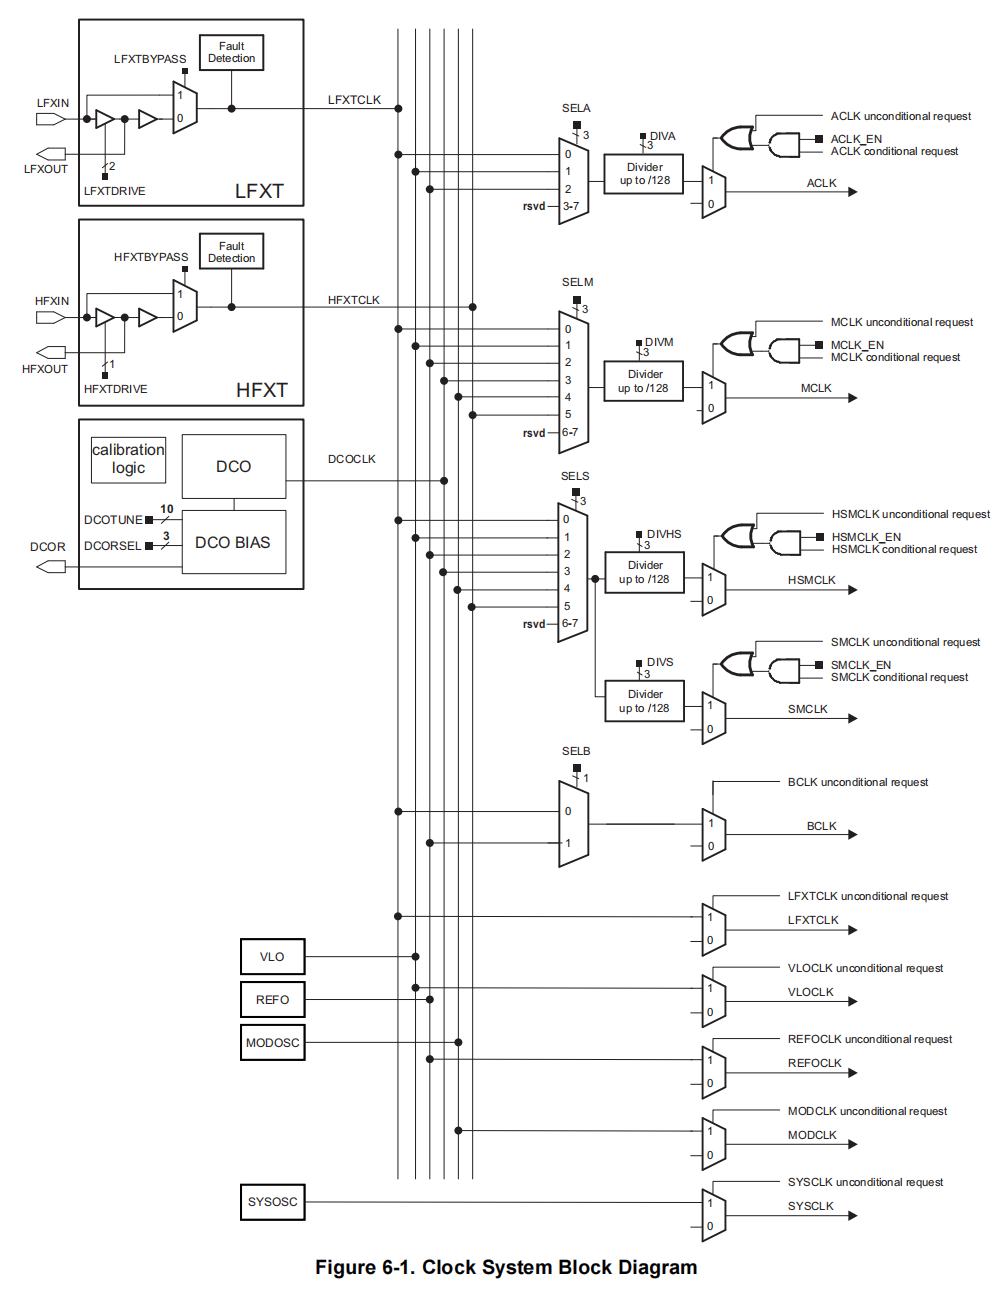 LFXTBYPASS
Fault
Detection
1
0
LFXIN
LFXOUT
2
LFXTDRIVE
LFXT
LFXTCLK
HFXTBYPASS
Fault
Detection
1
0
HFXIN
HFXOUT
1
HFXTDRIVE
HFXT
HFXTCLK
calibration
logic
DCO
DCOTUNE
10
DCORSEL
3
DCO BIAS
DCOR
DCOCLK
SELA
3
0
1
2
rsvd
3-7
DIVA
3
Divider
up to /128
1
0
ACLK unconditional request
ACLK_EN
ACLK conditional request
ACLK
SELM
3
0
1
2
3
4
5
rsvd
6-7
DIVM
3
Divider
up to /128
1
0
MCLK unconditional request
MCLK_EN
MCLK conditional request
MCLK
SELS
3
0
1
2
3
4
5
rsvd
6-7
DIVHS
3
Divider
up to /128
1
0
HSMCLK unconditional request
HSMCLK_EN
HSMCLK conditional request
HSMCLK
DIVS
3
Divider
up to /128
1
0
SMCLK unconditional request
SMCLK_EN
SMCLK conditional request
SMCLK
SELB
1
0
1
1
0
BCLK unconditional request
BCLK
1
0
LFXTCLK unconditional request
LFXTCLK
VLO
1
0
VLOCLK unconditional request
VLOCLK
REFO
MODOSC
1
0
REFOCLK unconditional request
REFOCLK
1
0
MODCLK unconditional request
MODCLK
SYSOSC
1
0
SYSCLK unconditional request
SYSCLK
Figure 6-1. Clock System Block Diagram